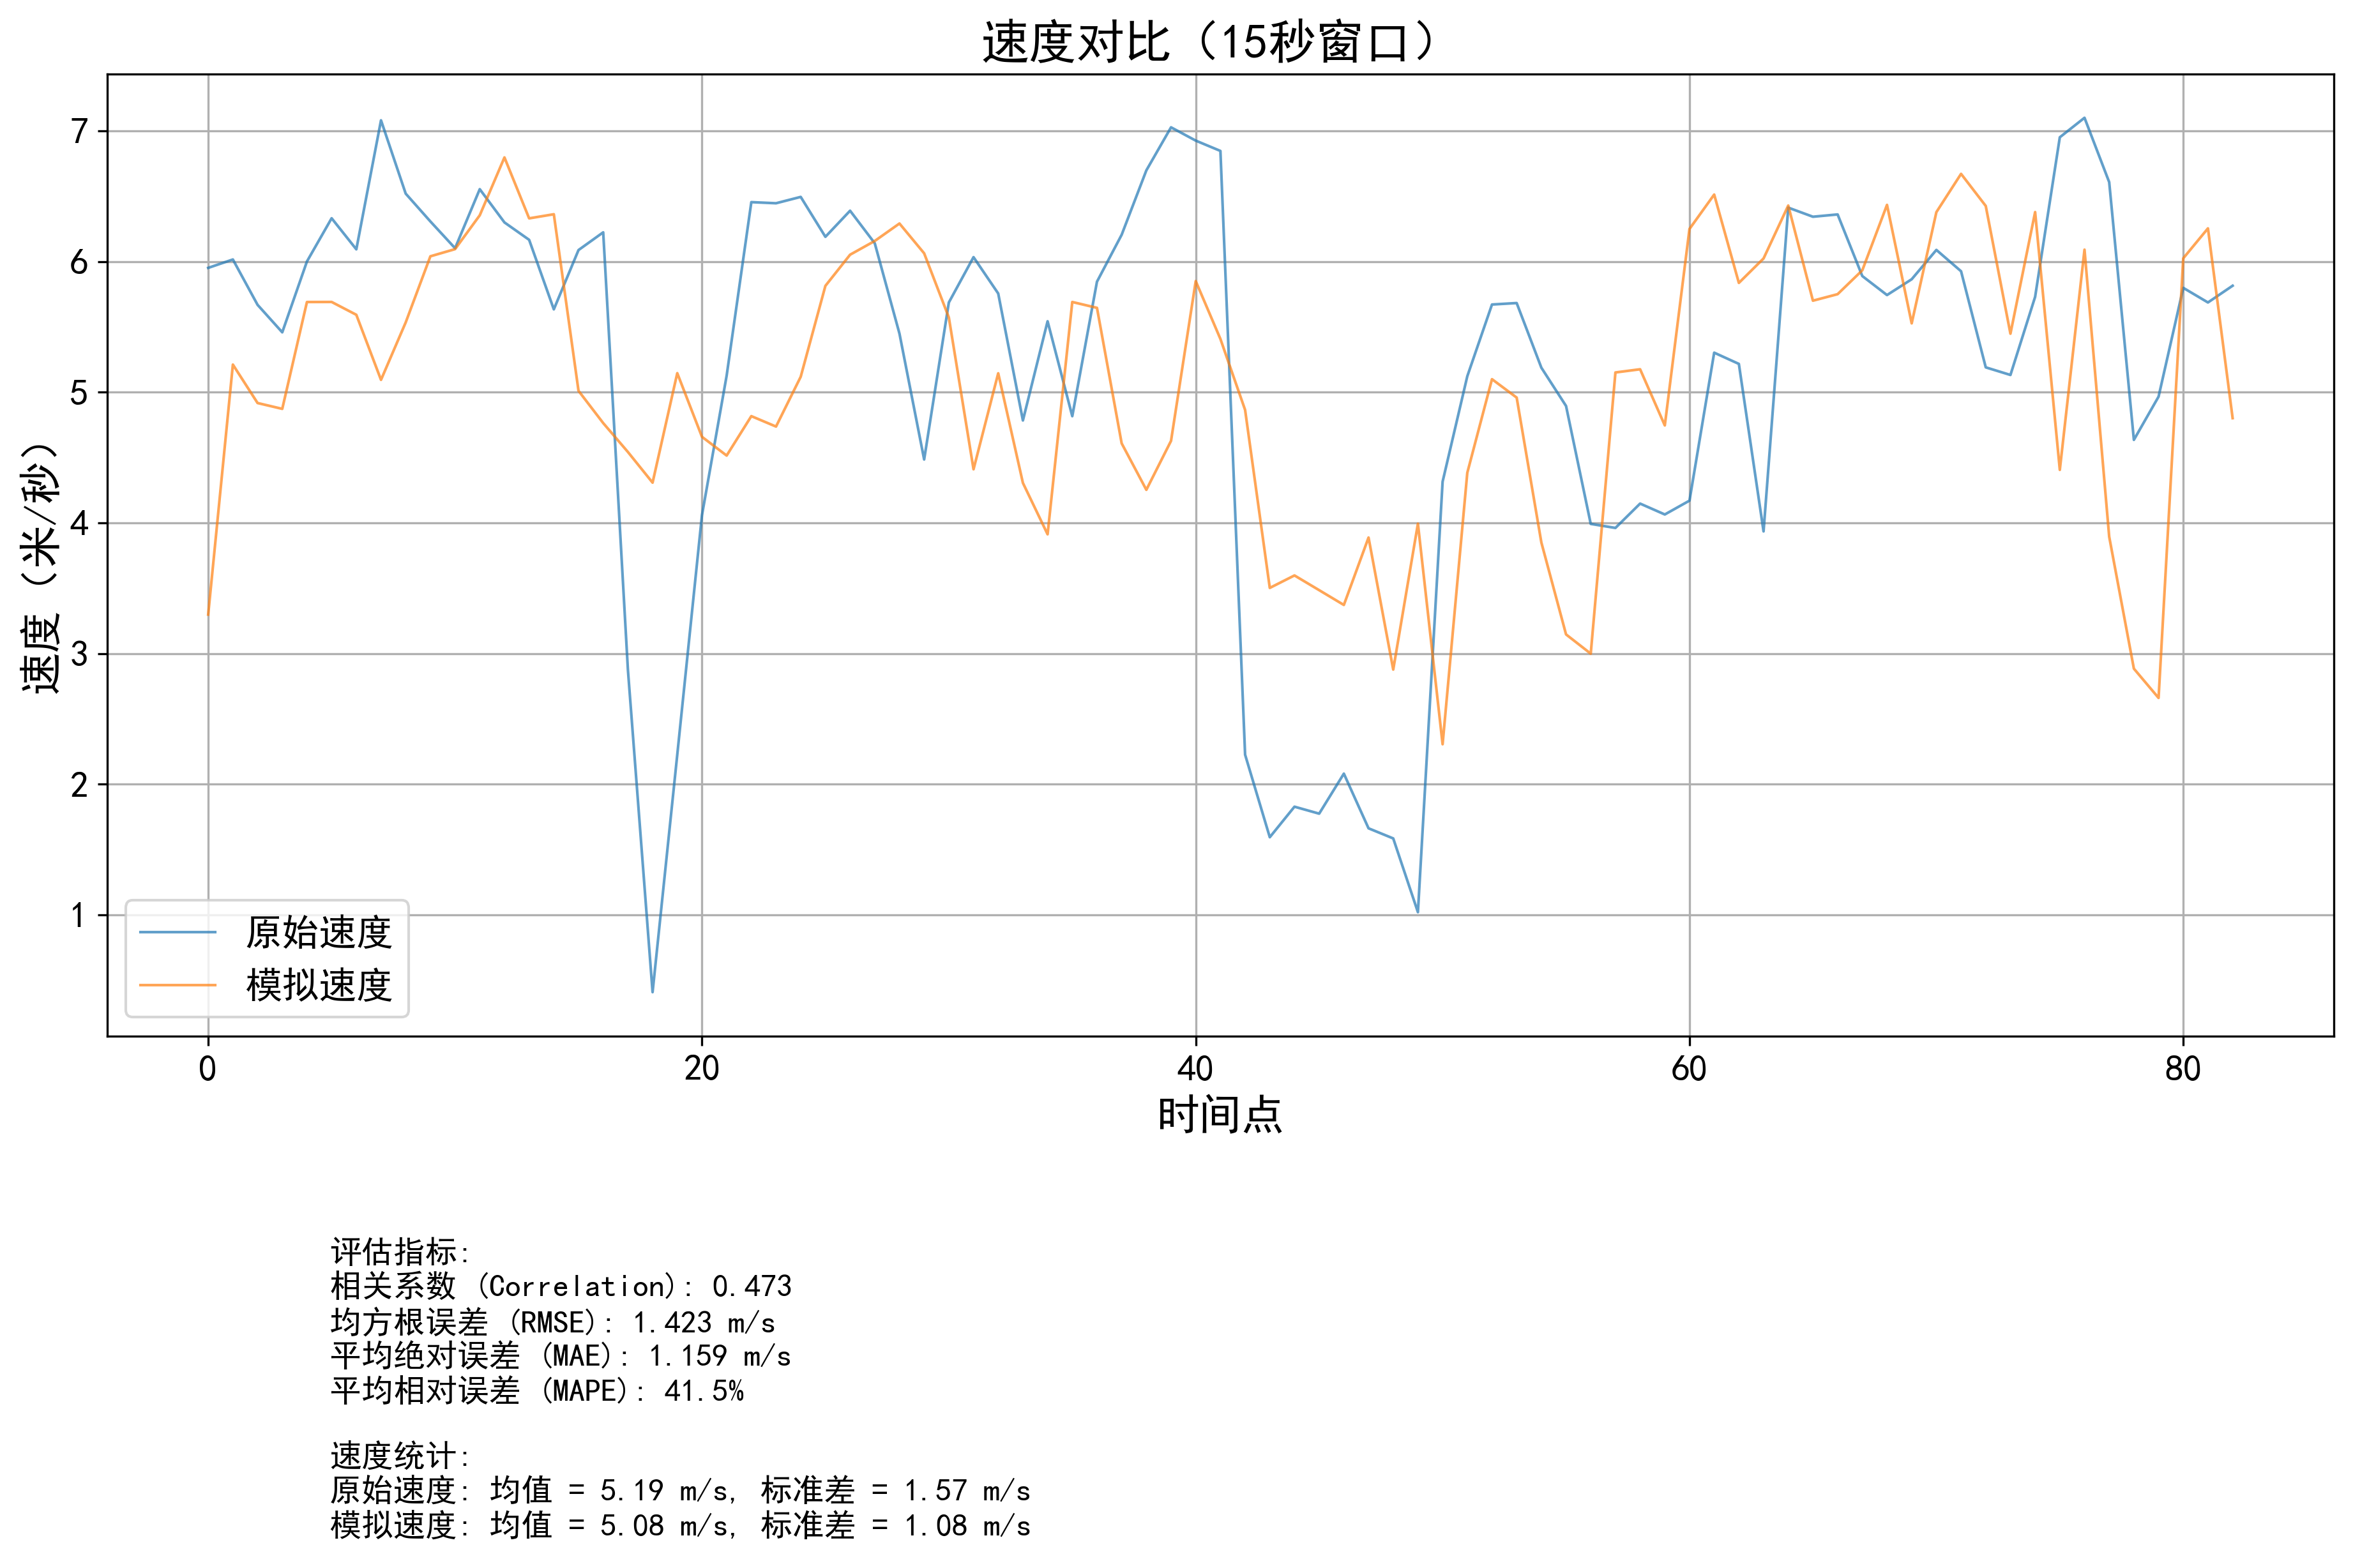 速度对比（15秒窗口）
速度（米/秒）
7
6
5
4
3
2
1
原始速度
模拟速度
0 20 40 60 80
时间点
评估指标:
相关系数 (Correlation): 0.473
均方根误差 (RMSE): 1.423 m/s
平均绝对误差 (MAE): 1.159 m/s
平均相对误差 (MAPE): 41.5%
速度统计:
原始速度: 均值 = 5.19 m/s, 标准差 = 1.57 m/s
模拟速度: 均值 = 5.08 m/s, 标准差 = 1.08 m/s